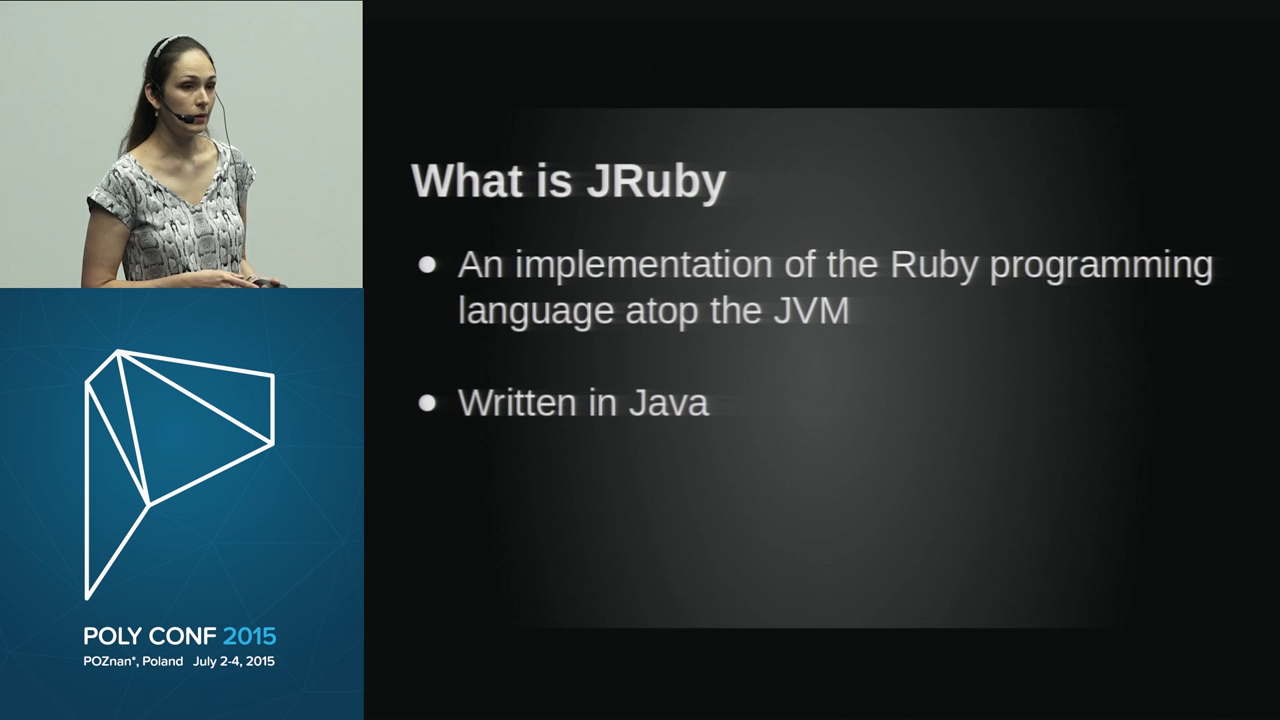 What is JRuby
● An implementation of the Ruby programming
language atop the JVM
● Written in Java
POLY CONF 2015
POZnan*, Poland July 2-4, 2015